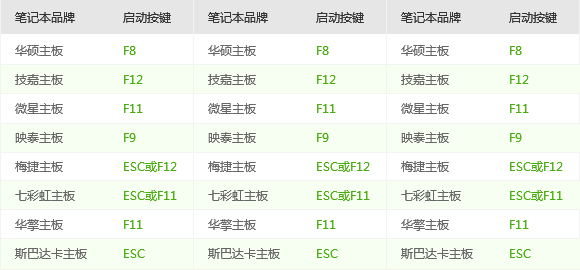 笔记本品牌 启动按键 笔记本品牌 启动按键 笔记本品牌 启动按键
华硕主板 F8 华硕主板 F8 华硕主板 F8
技嘉主板 F12 技嘉主板 F12 技嘉主板 F12
微星主板 F11 微星主板 F11 微星主板 F11
映泰主板 F9 映泰主板 F9 映泰主板 F9
梅捷主板 ESC或F12 梅捷主板 ESC或F12 梅捷主板 ESC或F12
七彩虹主板 ESC或F11 七彩虹主板 ESC或F11 七彩虹主板 ESC或F11
华擎主板 F11 华擎主板 F11 华擎主板 F11
斯巴达卡主板 ESC 斯巴达卡主板 ESC 斯巴达卡主板 ESC